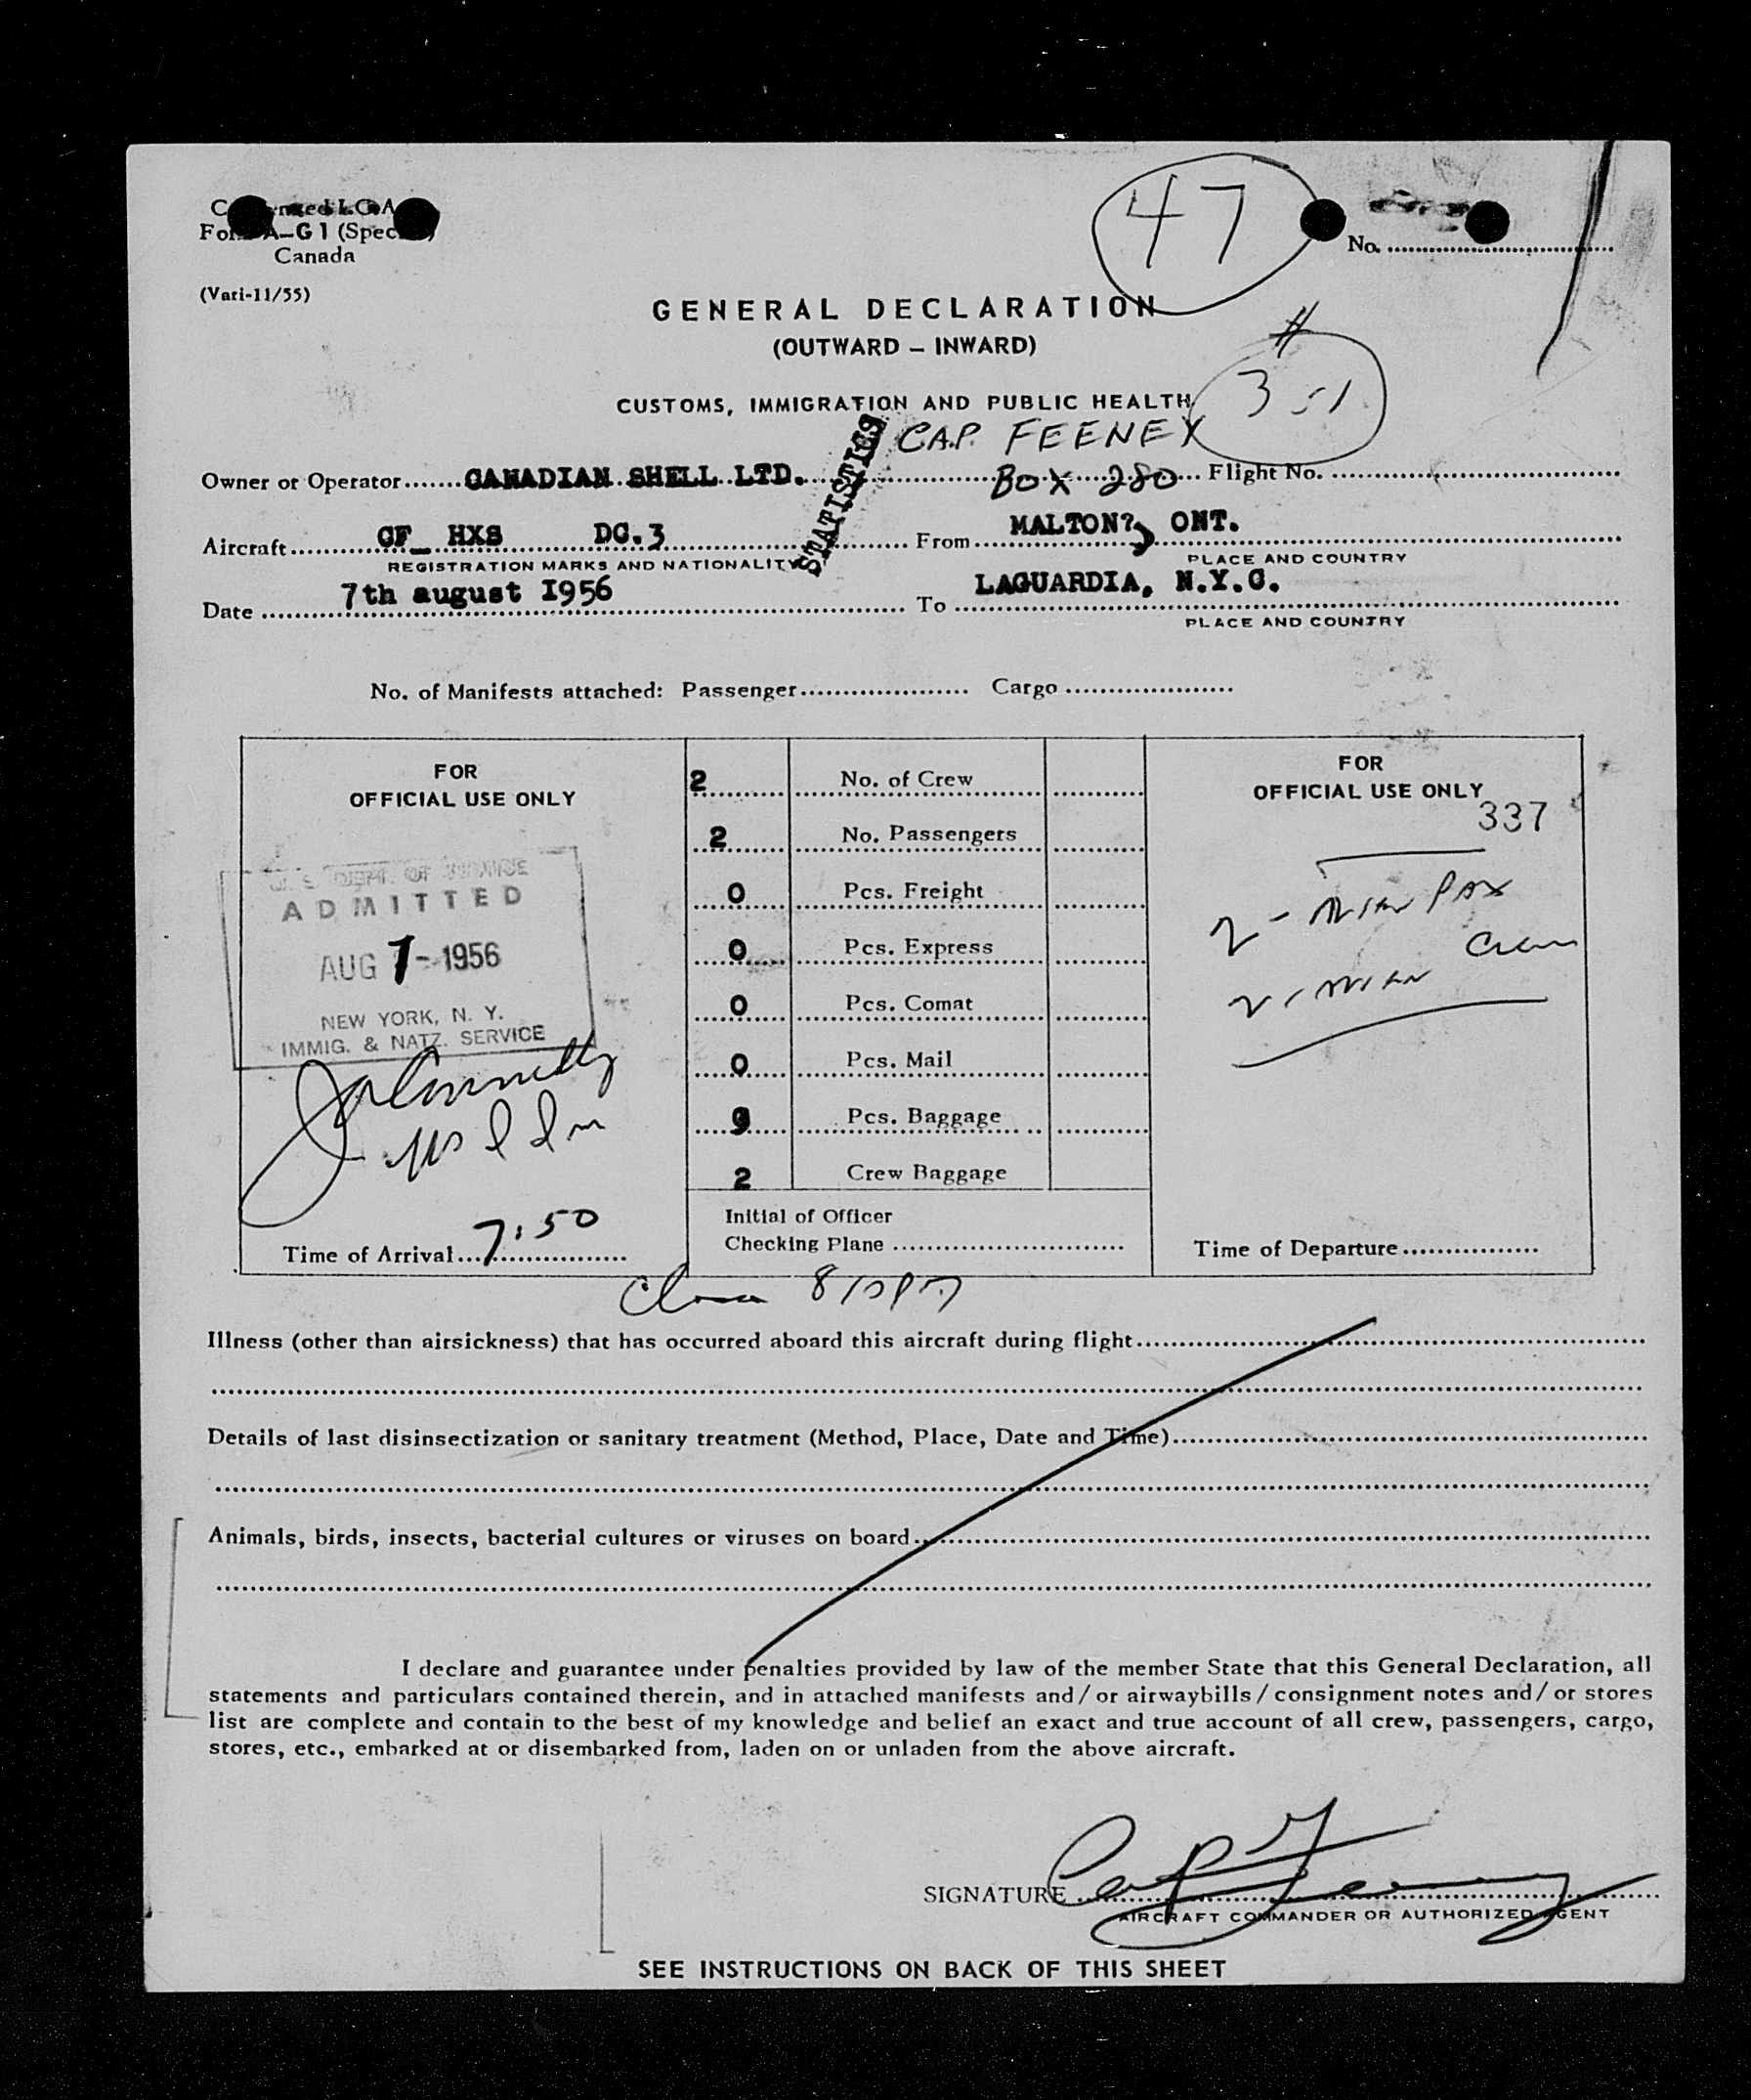 Canada
(Vari-11/55)
47
No.
GENERAL DECLARATION
(OUTWARD – INWARD)
#
351
CUSTOMS, IMMIGRATION AND PUBLIC HEALTH
STATISTICS
CAP. FEENEY
Owner or Operator CANADIAN SHELL LTD. BOX 280 Flight No.
Aircraft CF_ HXS DC.3 From MALTON?, ONT.
REGISTRATION MARKS AND NATIONALITY PLACE AND COUNTRY
Date 7th august I956 To LAGUARDIA, N.Y.C.
PLACE AND COUNTRY
No. of Manifests attached: Passenger Cargo
FOR
OFFICIAL USE ONLY
U. S. DEPT. OF JUSTICE
ADMITTED
AUG 7 - 1956
NEW YORK, N. Y.
IMMIG. & NATZ. SERVICE
Time of Arrival 7:50
2 No. of Crew
2 No. Passengers
0 Pcs. Freight
0 Pcs. Express
0 Pcs. Comat
0 Pcs. Mail
9 Pcs. Baggage
2 Crew Baggage
Initial of Officer
Checking Plane
FOR
OFFICIAL USE ONLY
337
2 - Pax
2 - Crew
Time of Departure
Illness (other than airsickness) that has occurred aboard this aircraft during flight
Details of last disinsectization or sanitary treatment (Method, Place, Date and Time)
Animals, birds, insects, bacterial cultures or viruses on board
I declare and guarantee under penalties provided by law of the member State that this General Declaration, all
statements and particulars contained therein, and in attached manifests and/or airwaybills/consignment notes and/or stores
list are complete and contain to the best of my knowledge and belief an exact and true account of all crew, passengers, cargo,
stores, etc., embarked at or disembarked from, laden on or unladen from the above aircraft.
SIGNATURE Cap Feeney
AIRCRAFT COMMANDER OR AUTHORIZED AGENT
SEE INSTRUCTIONS ON BACK OF THIS SHEET